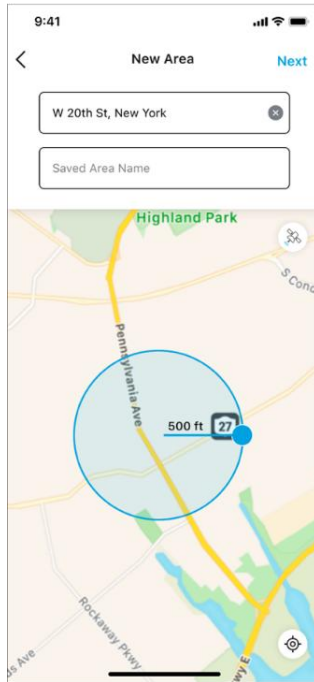 9:41
New Area
Next
W 20th St, New York
Saved Area Name
Highland Park
S Cond
Pennsylvania Ave
500 ft
27
Rockaway Pkwy
ds Ave
wy E